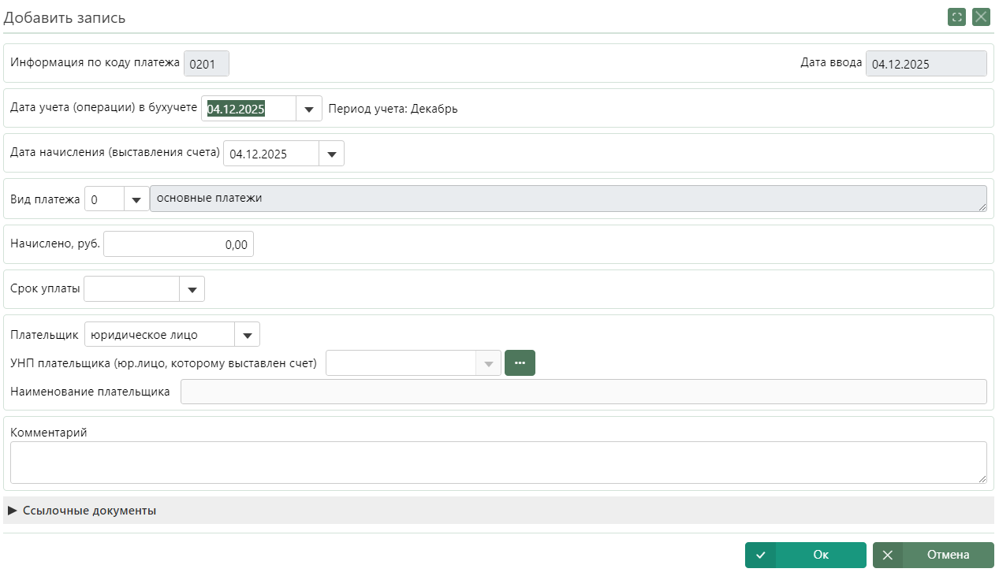 Добавить запись
Информация по коду платежа 0201 Дата ввода 04.12.2025
Дата учета (операции) в бухучете 04.12.2025 Период учета: Декабрь
Дата начисления (выставления счета) 04.12.2025
Вид платежа 0 основные платежи
Начислено, руб. 0,00
Срок уплаты
Плательщик юридическое лицо
УНП плательщика (юр.лицо, которому выставлен счет)
Наименование плательщика
Комментарий
Ссылочные документы
Ок Отмена